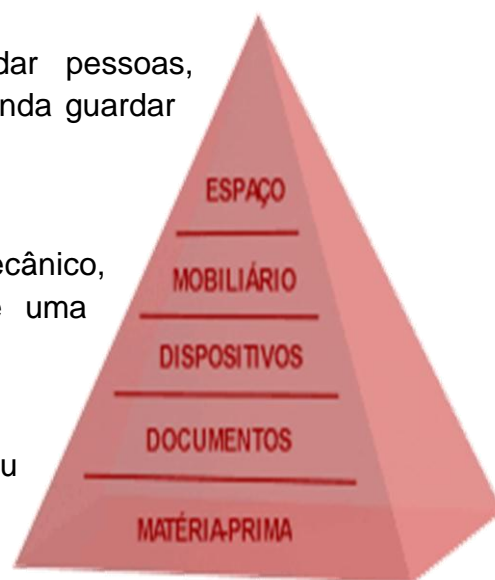 dar pessoas,
nda guardar
ESPAÇO
ecânico,
MOBILIÁRIO
e uma
DISPOSITIVOS
DOCUMENTOS
u
MATÉRIA-PRIMA